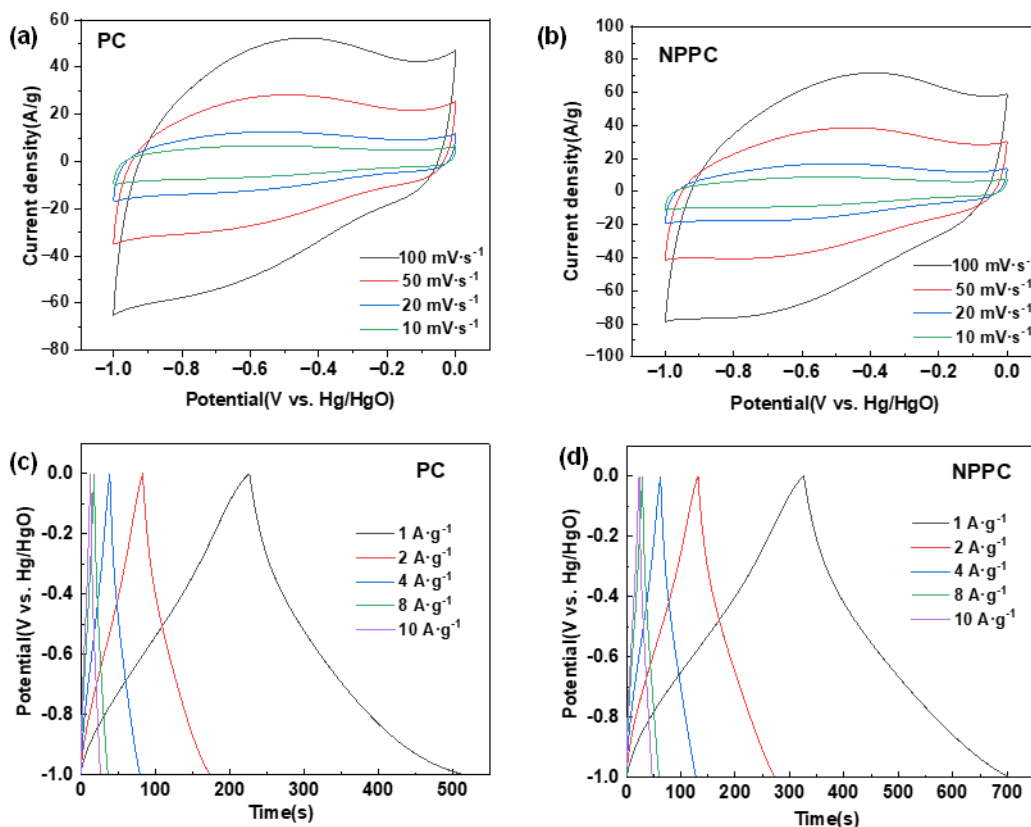 (a)
PC
60
40
20
0
−20
−40
−60
−80
Current density(A/g)
100 mV·s⁻¹
50 mV·s⁻¹
20 mV·s⁻¹
10 mV·s⁻¹
−1.0 −0.8 −0.6 −0.4 −0.2 0.0
Potential(V vs. Hg/HgO)
(b)
NPPC
100
80
60
40
20
0
−20
−40
−60
−80
−100
Current density(A/g)
100 mV·s⁻¹
50 mV·s⁻¹
20 mV·s⁻¹
10 mV·s⁻¹
−1.0 −0.8 −0.6 −0.4 −0.2 0.0
Potential(V vs. Hg/HgO)
(c)
PC
0.0
-0.2
-0.4
-0.6
-0.8
-1.0
Potential(V vs. Hg/HgO)
1 A·g⁻¹
2 A·g⁻¹
4 A·g⁻¹
8 A·g⁻¹
10 A·g⁻¹
0 100 200 300 400 500
Time(s)
(d)
NPPC
0.0
-0.2
-0.4
-0.6
-0.8
-1.0
Potential(V vs. Hg/HgO)
1 A·g⁻¹
2 A·g⁻¹
4 A·g⁻¹
8 A·g⁻¹
10 A·g⁻¹
0 100 200 300 400 500 600 700
Time(s)